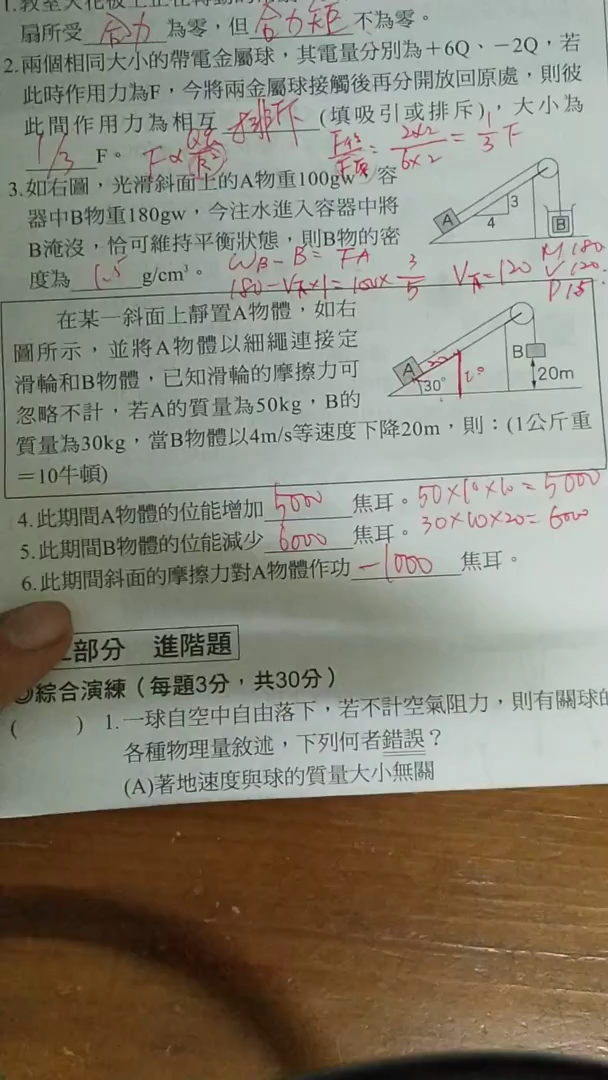 扇所受 合力 為零，但 合力矩 不為零。
2.兩個相同大小的帶電金屬球，其電量分別為＋6Q、－2Q，若
此時作用力為F，今將兩金屬球接觸後再分開放回原處，則彼
此間作用力為相互 排斥 (填吸引或排斥)，大小為
1/3 F。 F∝Qq/R² F後/F原 = 2×2/6×2 = 1/3 F
3.如右圖，光滑斜面上的A物重100gw，容
器中B物重180gw，今注水進入容器中將
B淹沒，恰可維持平衡狀態，則B物的密
度為 1.5 g/cm³。
WB－B＝FA
180－V×1＝100×3/5 V＝120
M 180
V 120
D 1.5
A
3
4
B
在某一斜面上靜置A物體，如右
圖所示，並將A物體以細繩連接定
滑輪和B物體，已知滑輪的摩擦力可
忽略不計，若A的質量為50kg，B的
質量為30kg，當B物體以4m/s等速度下降20m，則：(1公斤重
＝10牛頓)
A
30°
20
10
B
20m
4.此期間A物體的位能增加 5000 焦耳。 50×10×10＝5000
5.此期間B物體的位能減少 6000 焦耳。 30×10×20＝6000
6.此期間斜面的摩擦力對A物體作功 －1000 焦耳。
部分 進階題
綜合演練（每題3分，共30分）
( ) 1.一球自空中自由落下，若不計空氣阻力，則有關球的
各種物理量敘述，下列何者錯誤？
(A)著地速度與球的質量大小無關